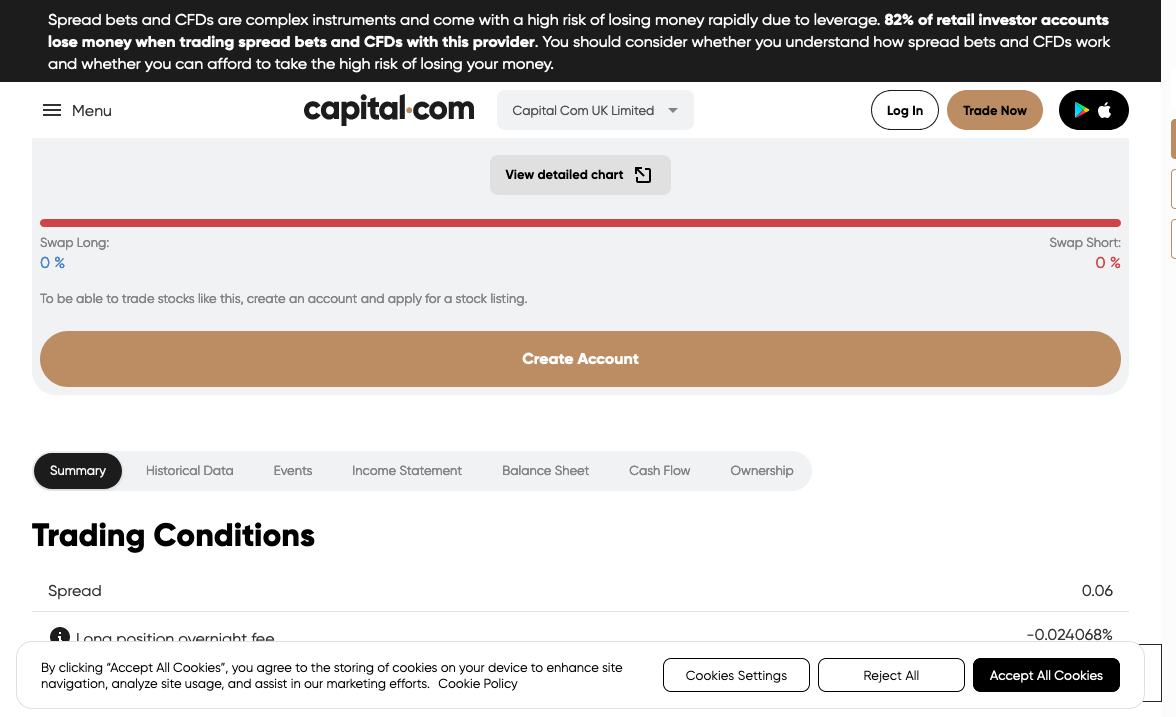 Spread bets and CFDs are complex instruments and come with a high risk of losing money rapidly due to leverage. 82% of retail investor accounts
lose money when trading spread bets and CFDs with this provider. You should consider whether you understand how spread bets and CFDs work
and whether you can afford to take the high risk of losing your money.
Menu
capital.com
Capital Com UK Limited
Log In
Trade Now
View detailed chart
Swap Long:
Swap Short:
0 %
0 %
To be able to trade stocks like this, create an account and apply for a stock listing.
Create Account
Summary
Historical Data
Events
Income Statement
Balance Sheet
Cash Flow
Ownership
Trading Conditions
Spread
0.06
Long position overnight fee
-0.024068%
By clicking “Accept All Cookies”, you agree to the storing of cookies on your device to enhance site
navigation, analyze site usage, and assist in our marketing efforts. Cookie Policy
Cookies Settings
Reject All
Accept All Cookies